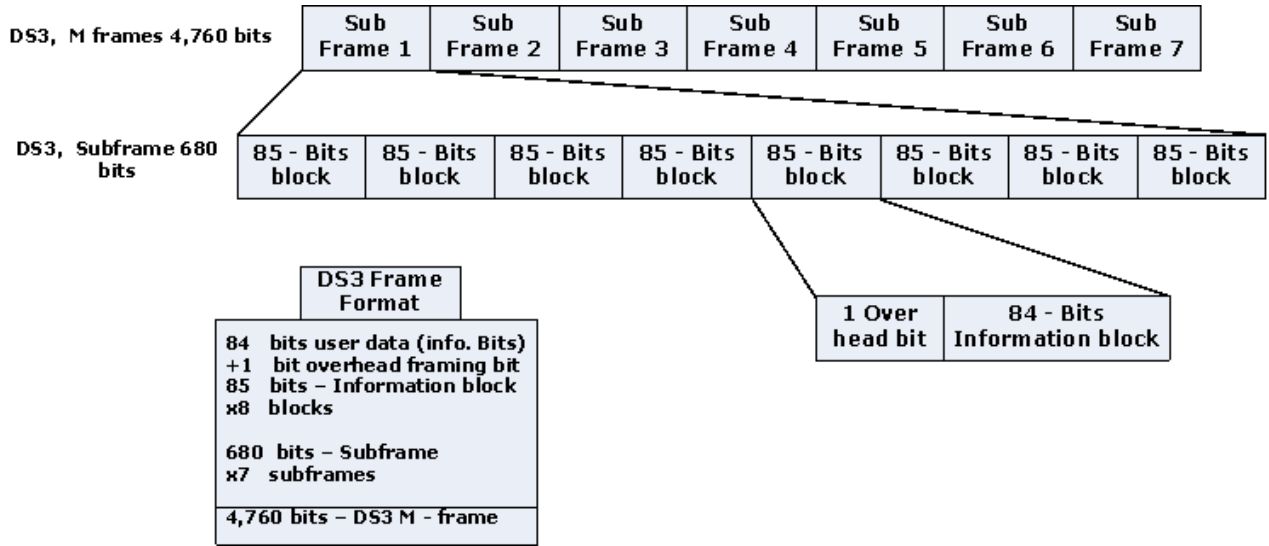 DS3, M frames 4,760 bits
Sub Frame 1
Sub Frame 2
Sub Frame 3
Sub Frame 4
Sub Frame 5
Sub Frame 6
Sub Frame 7
DS3, Subframe 680
bits
85 - Bits block
85 - Bits block
85 - Bits block
85 - Bits block
85 - Bits block
85 - Bits block
85 - Bits block
85 - Bits block
1 Over
head bit
84 - Bits
Information block
DS3 Frame
Format
84 bits user data (info. Bits)
+1 bit overhead framing bit
85 bits – Information block
x8 blocks
680 bits – Subframe
x7 subframes
4,760 bits – DS3 M - frame